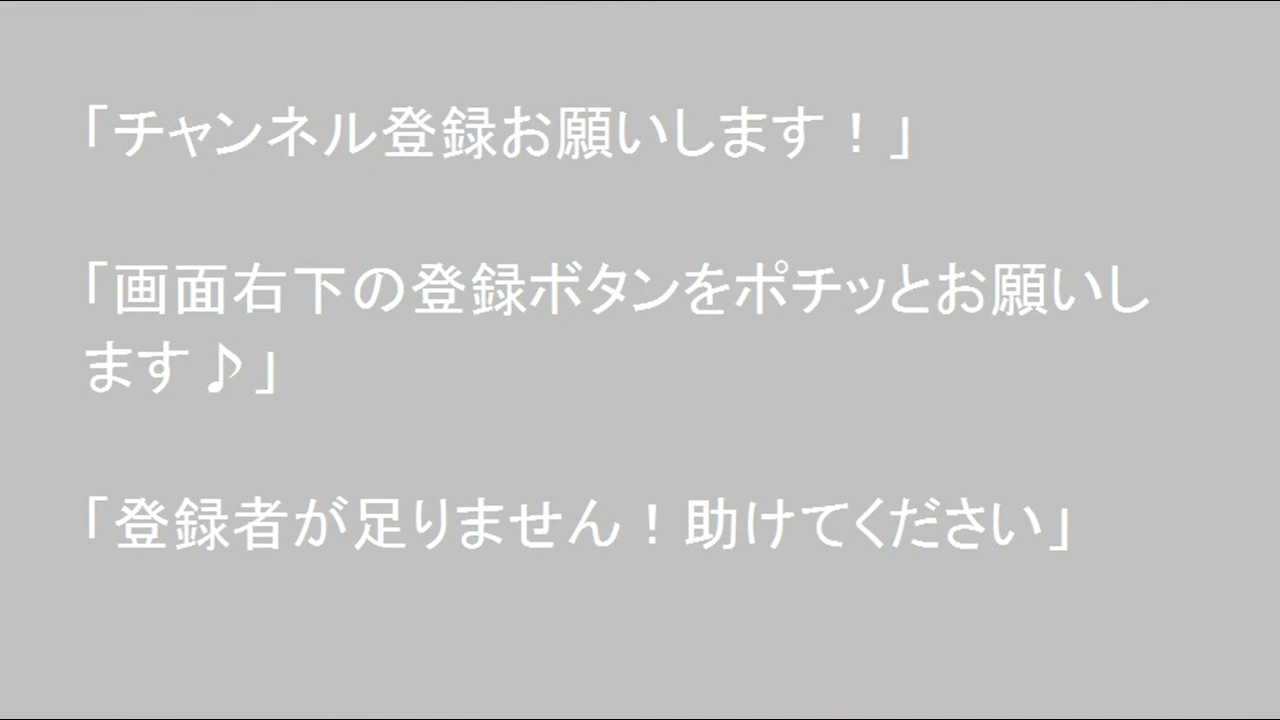 「チャンネル登録お願いします！」
「画面右下の登録ボタンをポチッとお願いし
ます♪」
「登録者が足りません！助けてください」